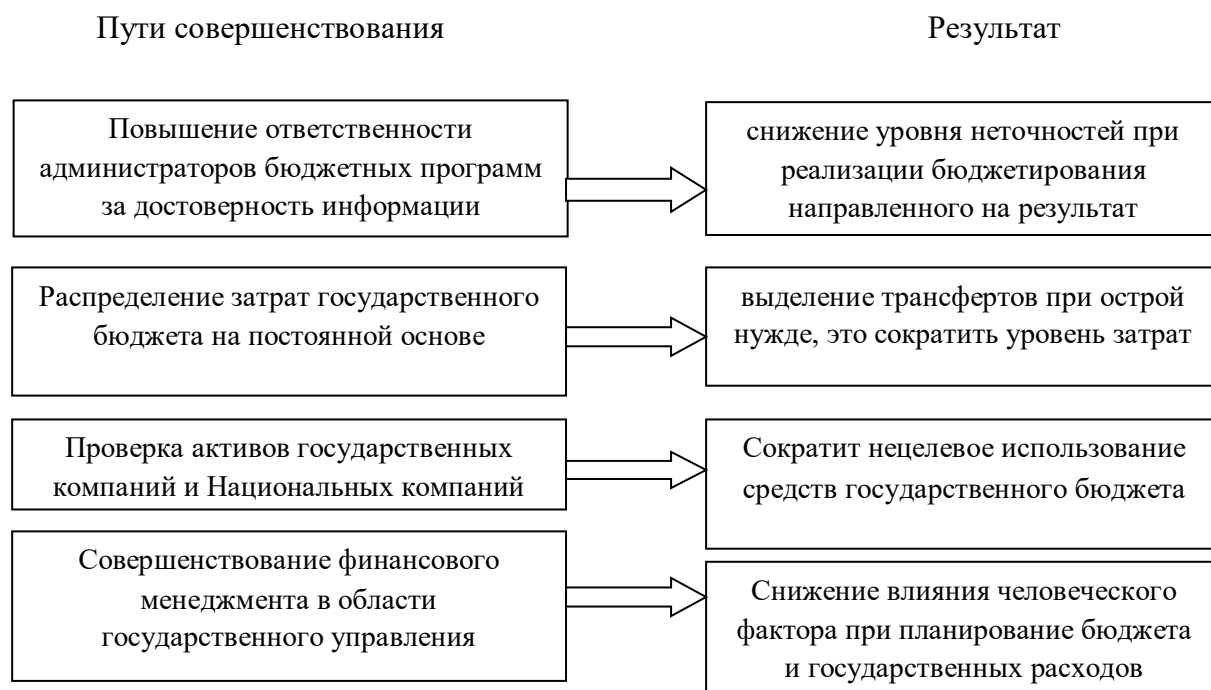 Пути совершенствования
Результат
Повышение ответственности
администраторов бюджетных программ
за достоверность информации
снижение уровня неточностей при
реализации бюджетирования
направленного на результат
Распределение затрат государственного
бюджета на постоянной основе
выделение трансфертов при острой
нужде, это сократить уровень затрат
Проверка активов государственных
компаний и Национальных компаний
Сократит нецелевое использование
средств государственного бюджета
Совершенствование финансового
менеджмента в области
государственного управления
Снижение влияния человеческого
фактора при планирование бюджета
и государственных расходов